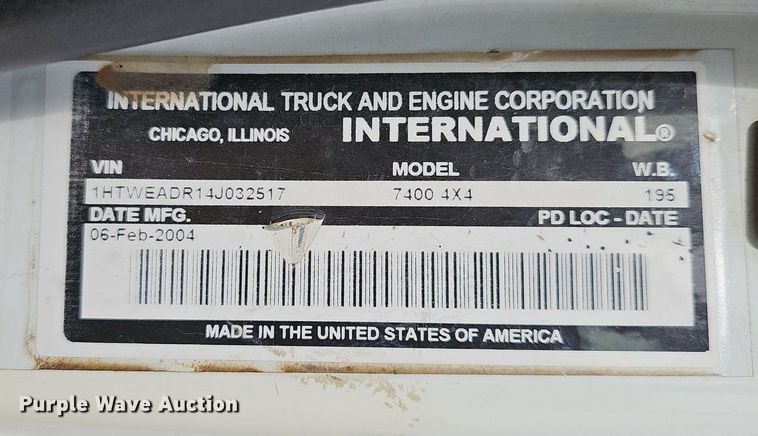 INTERNATIONAL TRUCK AND ENGINE CORPORATION
CHICAGO, ILLINOIS INTERNATIONAL®
VIN MODEL W.B.
1HTWEADR14J032517 7400 4X4 195
DATE MFG. PD LOC - DATE
06-Feb-2004
MADE IN THE UNITED STATES OF AMERICA
Purple Wave Auction